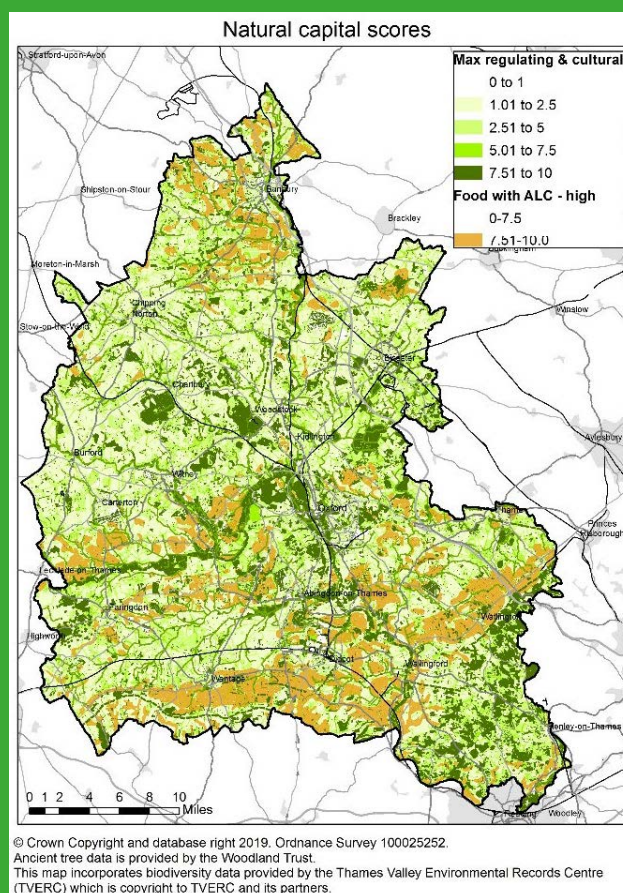 Natural capital scores
Stratford-upon-Avon
Max regulating & cultural
0 to 1
1.01 to 2.5
2.51 to 5
5.01 to 7.5
7.51 to 10
Food with ALC - high
0-7.5
7.51-10.0
Shipston-on-Stour
Banbury
Brackley
Buckingham
Moreton-in-Marsh
Chipping
Norton
Stow-on-the-Wold
Winslow
Bicester
Charlbury
Woodstock
Kidlington
Aylesbury
Burford
Witney
Carterton
Oxford
Thame
Princes
Risborough
Lechlade-on-Thames
Abingdon-on-Thames
Faringdon
Watlington
Highworth
Didcot
Wallingford
Wantage
Henley-on-Thames
Reading
Woodley
0 1 2 4 6 8 10
Miles
© Crown Copyright and database right 2019. Ordnance Survey 100025252.
Ancient tree data is provided by the Woodland Trust.
This map incorporates biodiversity data provided by the Thames Valley Environmental Records Centre
(TVERC) which is copyright to TVERC and its partners.